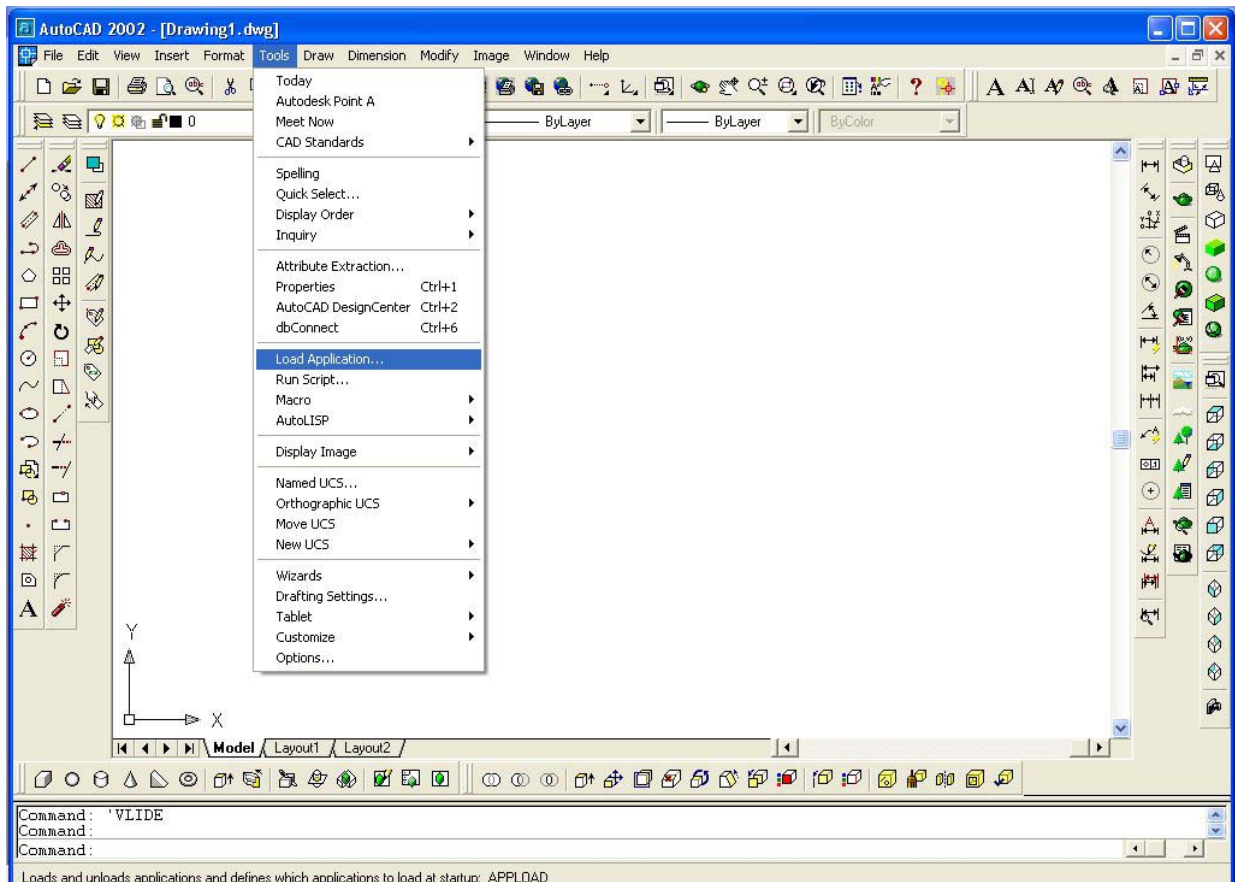 AutoCAD 2002 - [Drawing1.dwg]
File Edit View Insert Format Tools Draw Dimension Modify Image Window Help
Today
Autodesk Point A
Meet Now
CAD Standards
Spelling
Quick Select...
Display Order
Inquiry
Attribute Extraction...
Properties Ctrl+1
AutoCAD DesignCenter Ctrl+2
dbConnect Ctrl+6
Load Application...
Run Script...
Macro
AutoLISP
Display Image
Named UCS...
Orthographic UCS
Move UCS
New UCS
Wizards
Drafting Settings...
Tablet
Customize
Options...
0 ByLayer ByLayer ByColor
Y
X
Model Layout1 Layout2
Command: 'VLIDE
Command:
Command:
Loads and unloads applications and defines which applications to load at startup: APPLOAD